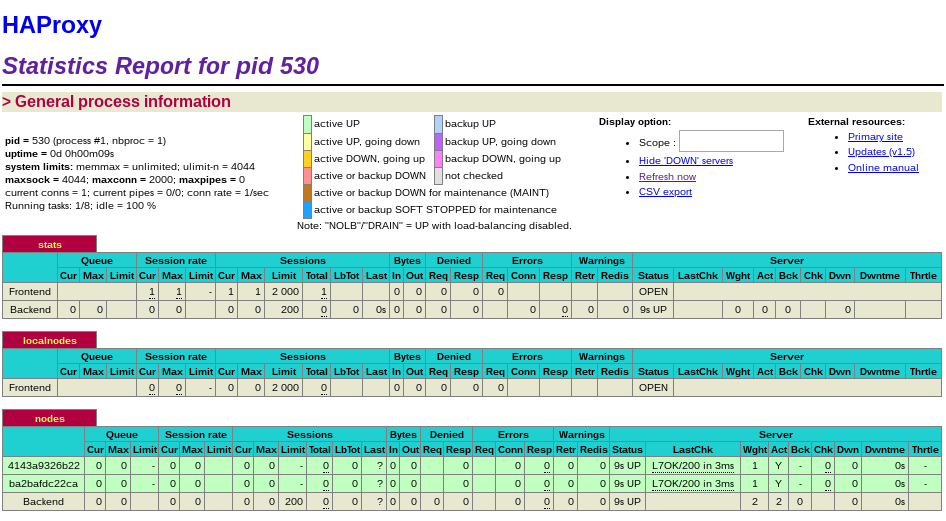 HAProxy
Statistics Report for pid 530
> General process information
pid = 530 (process #1, nbproc = 1)
uptime = 0d 0h00m09s
system limits: memmax = unlimited; ulimit-n = 4044
maxsock = 4044; maxconn = 2000; maxpipes = 0
current conns = 1; current pipes = 0/0; conn rate = 1/sec
Running tasks: 1/8; idle = 100 %
active UP backup UP
active UP, going down backup UP, going down
active DOWN, going up backup DOWN, going up
active or backup DOWN not checked
active or backup DOWN for maintenance (MAINT)
active or backup SOFT STOPPED for maintenance
Note: "NOLB"/"DRAIN" = UP with load-balancing disabled.
Display option:
Scope :
Hide 'DOWN' servers
Refresh now
CSV export
External resources:
Primary site
Updates (v1.5)
Online manual
stats
Queue Session rate Sessions Bytes Denied Errors Warnings Server
Cur Max Limit Cur Max Limit Cur Max Limit Total LbTot Last In Out Req Resp Req Conn Resp Retr Redis Status LastChk Wght Act Bck Chk Dwn Dwntme Thrtle
Frontend 1 1 - 1 1 2 000 1 0 0 0 0 0 OPEN
Backend 0 0 0 0 0 0 200 0 0 0s 0 0 0 0 0 0 0 0 9s UP 0 0 0 0
localnodes
Queue Session rate Sessions Bytes Denied Errors Warnings Server
Cur Max Limit Cur Max Limit Cur Max Limit Total LbTot Last In Out Req Resp Req Conn Resp Retr Redis Status LastChk Wght Act Bck Chk Dwn Dwntme Thrtle
Frontend 0 0 - 0 0 2 000 0 0 0 0 0 0 OPEN
nodes
Queue Session rate Sessions Bytes Denied Errors Warnings Server
Cur Max Limit Cur Max Limit Cur Max Limit Total LbTot Last In Out Req Resp Req Conn Resp Retr Redis Status LastChk Wght Act Bck Chk Dwn Dwntme Thrtle
4143a9326b22 0 0 - 0 0 0 0 - 0 0 ? 0 0 0 0 0 0 0 9s UP L7OK/200 in 3ms 1 Y - 0 0 0s -
ba2bafdc22ca 0 0 - 0 0 0 0 - 0 0 ? 0 0 0 0 0 0 0 9s UP L7OK/200 in 3ms 1 Y - 0 0 0s -
Backend 0 0 0 0 0 0 200 0 0 ? 0 0 0 0 0 0 0 0 9s UP 2 2 0 0 0s